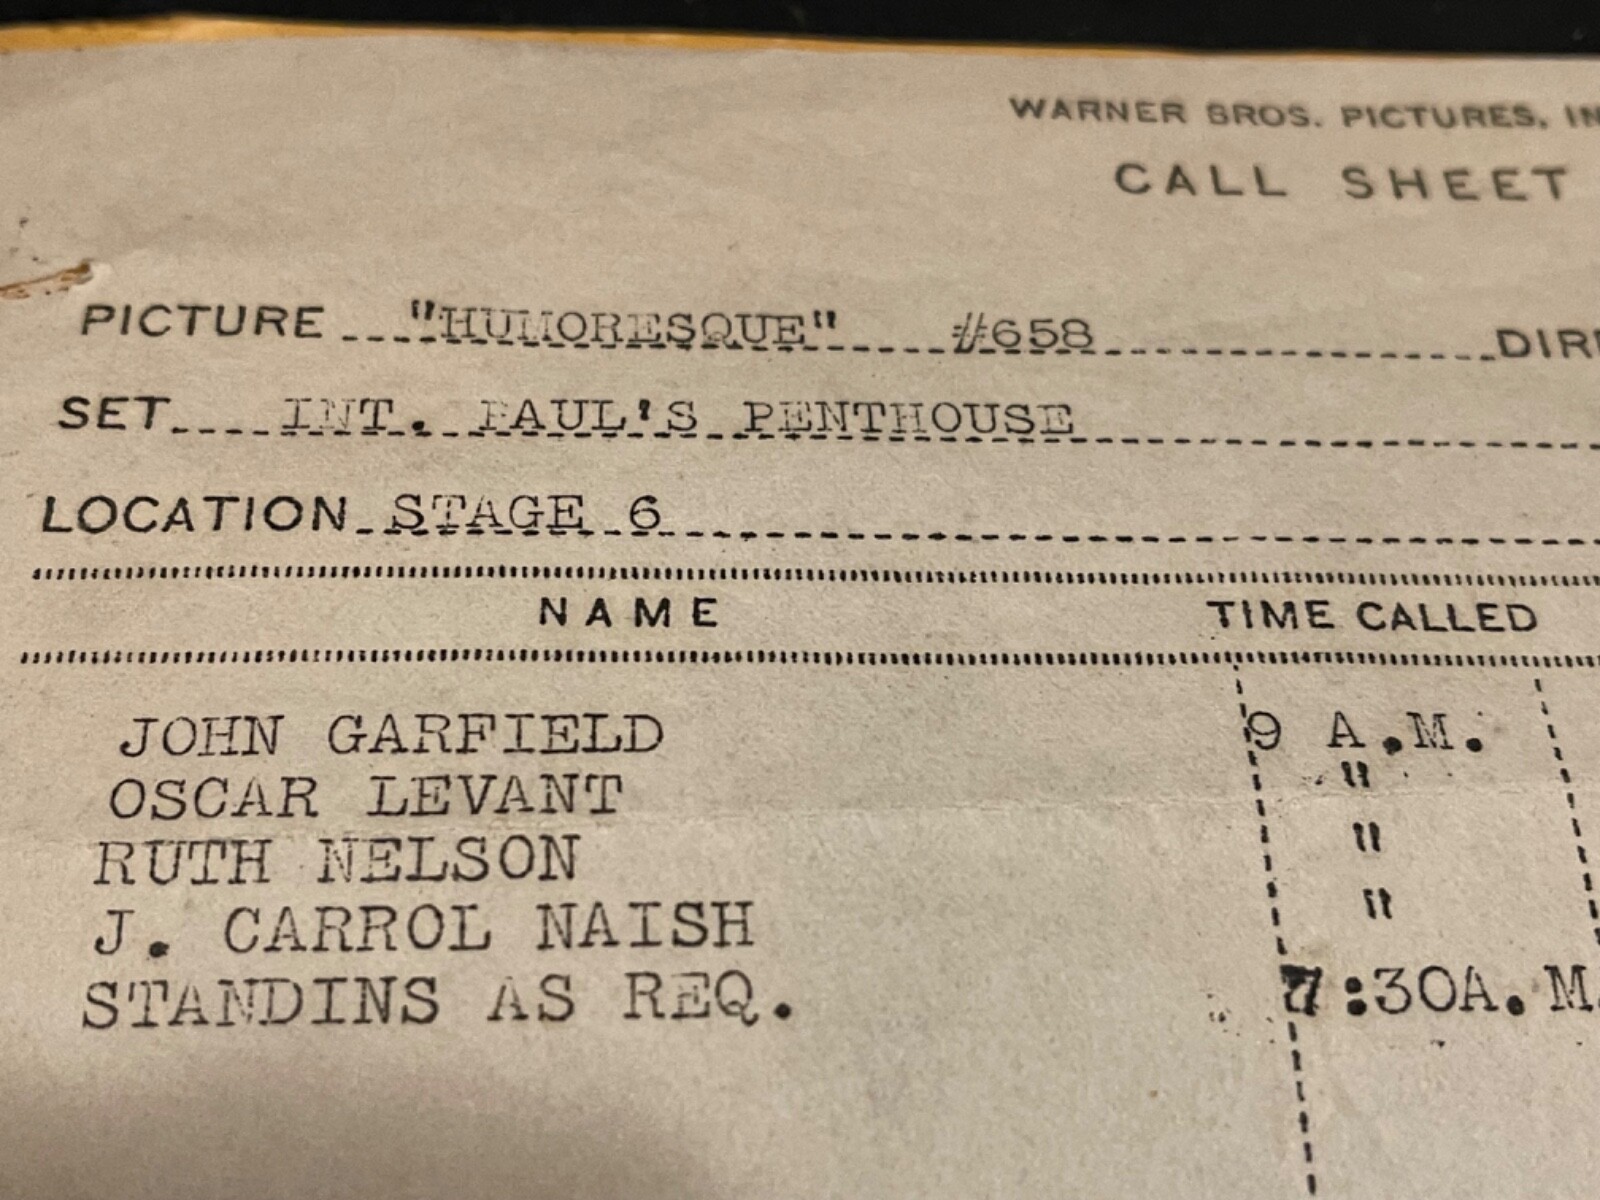 WARNER BROS. PICTURES, IN
CALL SHEET
PICTURE "HUMORESQUE" #658 DIR
SET INT. PAUL'S PENTHOUSE
LOCATION STAGE 6
NAME TIME CALLED
JOHN GARFIELD 9 A.M.
OSCAR LEVANT "
RUTH NELSON "
J. CARROL NAISH "
STANDINS AS REQ. 7:30A.M.